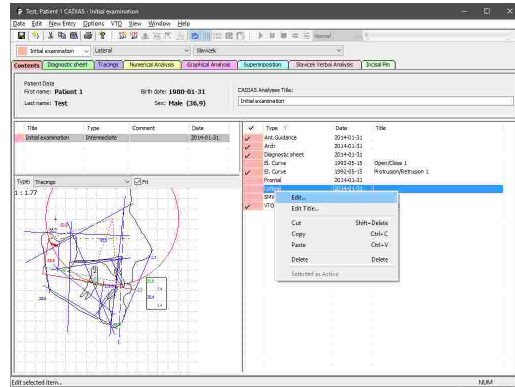 Test, Patient 1 CADIAS - Initial examination
Date Edit New Entry Options VTO View Window Help
Normal
Initial examination Lateral Slavicek
Contents Diagnostic sheet Tracings Numerical Analysis Graphical Analysis Superimposition Slavicek Verbal Analysis Incisal Pin
Patient Data
First name: Patient 1 Birth date: 1980-01-31
Last name: Test Sex: Male (36,9)
CADIAS Analyses Title:
Initial examination
Title Type Comment Date
Initial examination Intermediate 2014-01-31
Type Date Title
Ant.Guidance 2014-01-31
Arch 2014-01-31
Diagnostic sheet 2014-01-31
El. Curve 1992-05-15 Open/Close 1
El. Curve 1992-05-15 Protrusion/Retrusion 1
Frontal 2014-01-31
Lateral 2014-01-31
SMV
VTO
Type: Tracings Fit
1 : 1.77
Edit...
Edit Title...
Cut Shift+Delete
Copy Ctrl+C
Paste Ctrl+V
Delete Delete
Selected as Active
Edit selected item... NUM